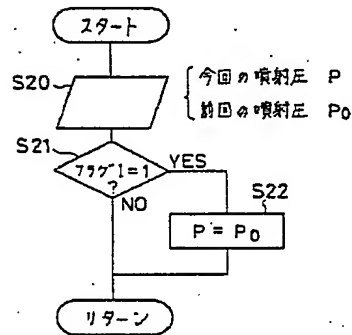 スタート
S20
今回の噴射圧 P
前回の噴射圧 P0
S21
フラグI=1
?
YES
NO
S22
P = P0
リターン